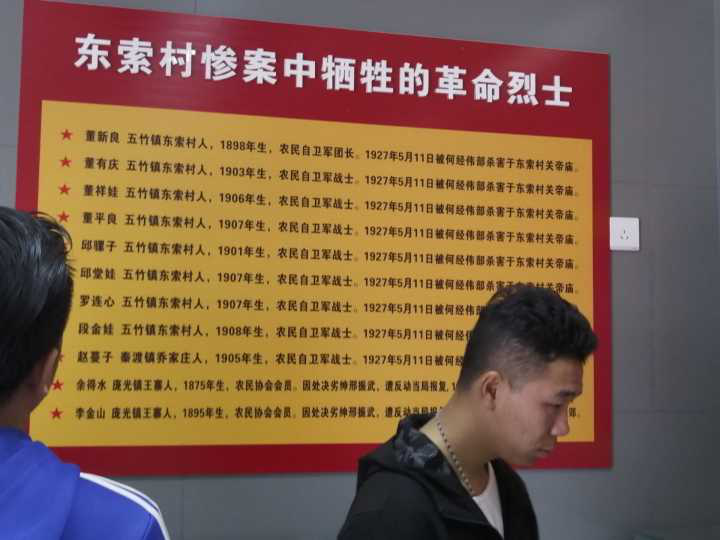 东索村惨案中牺牲的革命烈士
★ 董新良 五竹镇东索村人，1898年生，农民自卫军团长。1927年5月11日被何经伟部杀害于东索村关帝庙。
★ 董有庆 五竹镇东索村人，1903年生，农民自卫军战士。1927年5月11日被何经伟部杀害于东索村关帝庙。
★ 董祥娃 五竹镇东索村人，1906年生，农民自卫军战士。1927年5月11日被何经伟部杀害于东索村关帝庙。
★ 董平良 五竹镇东索村人，1907年生，农民自卫军战士。1927年5月11日被何经伟部杀害于东索村关帝庙。
邱骡子 五竹镇东索村人，1901年生，农民自卫军战士。1927年5月11日被何经伟部杀害于东索村关帝庙。
邱堂娃 五竹镇东索村人，1907年生，农民自卫军战士。1927年5月11日被何经伟部杀害于东索村关帝庙。
罗连心 五竹镇东索村人，1907年生，农民自卫军战士。1927年5月11日被何经伟部杀
段金娃 五竹镇东索村人，1908年生，农民自卫军战士。1927年5月11日被何经
赵蔓子 秦渡镇乔家庄人，1905年生，农民自卫军战士。1927年5月11日被何
★ 余得水 庞光镇王寨人，1875年生，农民协会会员。因处决劣绅邢振武，遭反动当局报复，
★ 李金山 庞光镇王寨人，1895年生，农民协会会员。因处决劣绅邢振武，遭反动当局报